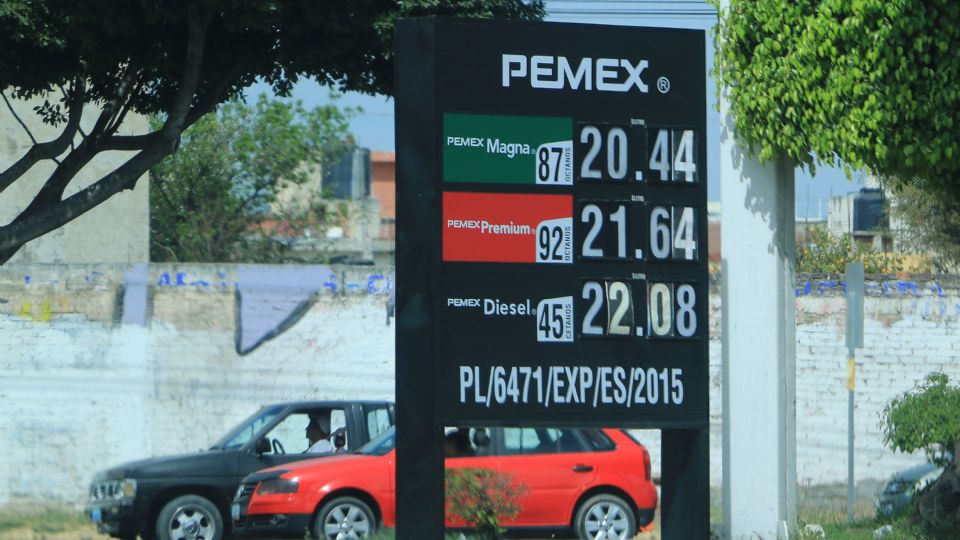 PEMEX®
PEMEX Magna® 87 OCTANOS 20.44
PEMEX Premium® 92 OCTANOS 21.64
PEMEX Diesel® 45 CETANOS 22.08
PL/6471/EXP/ES/2015